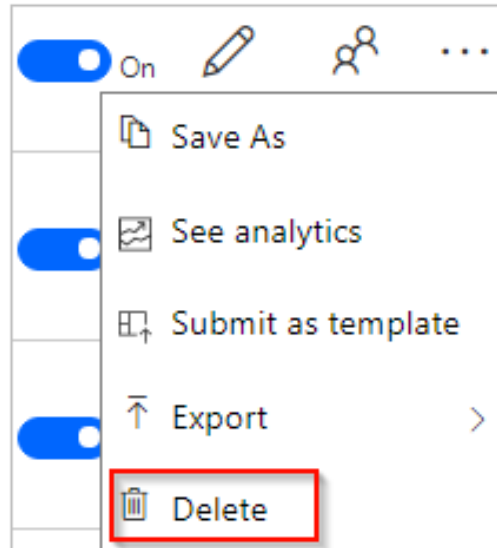 On
Save As
See analytics
Submit as template
Export
Delete